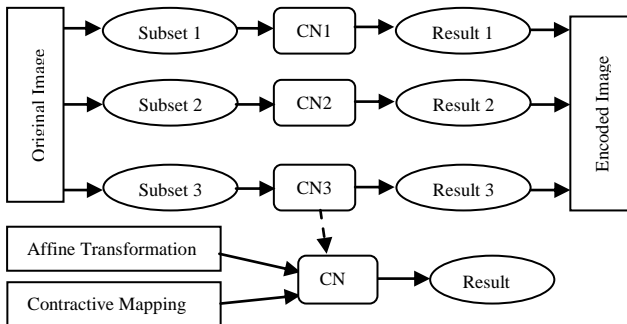 Original Image
Subset 1
CN1
Result 1
Subset 2
CN2
Result 2
Subset 3
CN3
Result 3
Encoded Image
Affine Transformation
Contractive Mapping
CN
Result